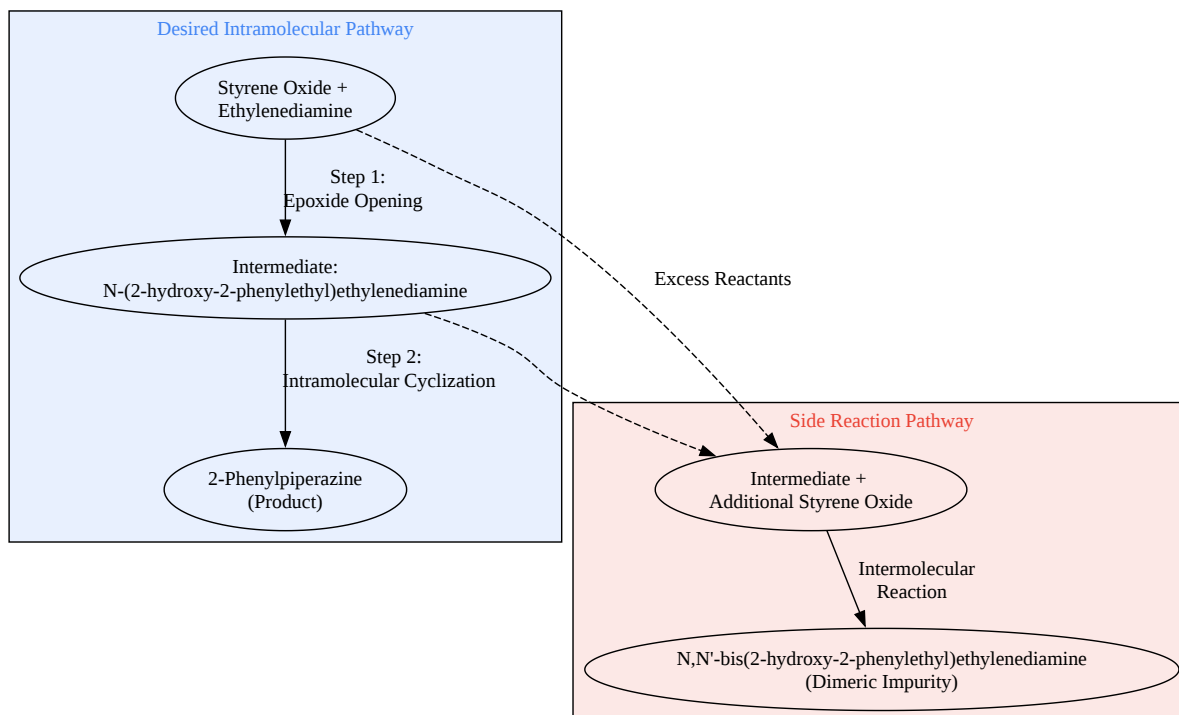 Desired Intramolecular Pathway
Styrene Oxide +
Ethylenediamine
Step 1:
Epoxide Opening
Intermediate:
N-(2-hydroxy-2-phenylethyl)ethylenediamine
Excess Reactants
Step 2:
Intramolecular Cyclization
2-Phenylpiperazine
(Product)
Side Reaction Pathway
Intermediate +
Additional Styrene Oxide
Intermolecular
Reaction
N,N'-bis(2-hydroxy-2-phenylethyl)ethylenediamine
(Dimeric Impurity)